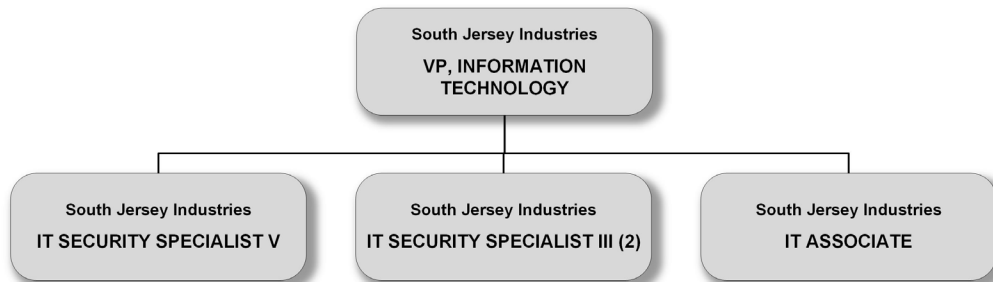 South Jersey Industries
VP, INFORMATION
TECHNOLOGY
South Jersey Industries
IT SECURITY SPECIALIST V
South Jersey Industries
IT SECURITY SPECIALIST III (2)
South Jersey Industries
IT ASSOCIATE